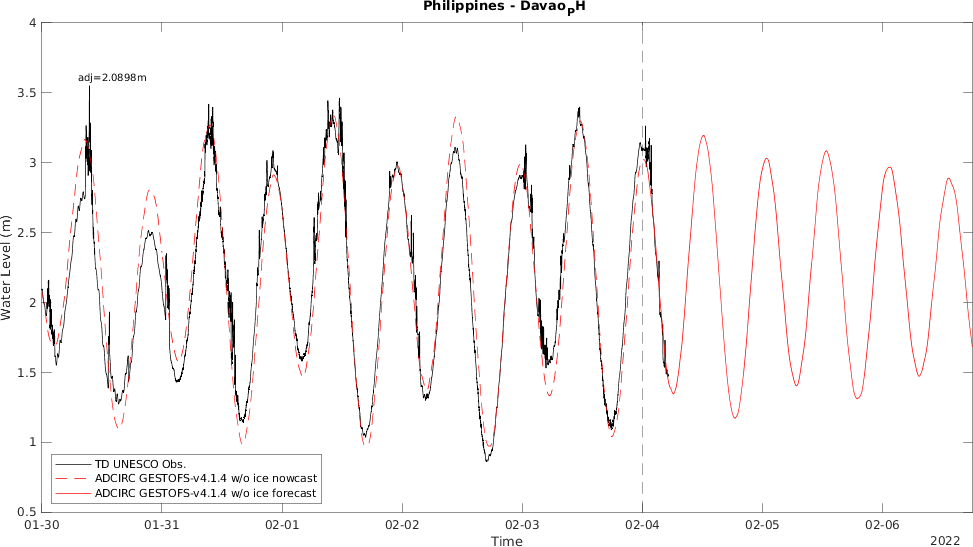 Philippines - Davao_PH
adj=2.0898m
4
3.5
3
2.5
2
1.5
1
0.5
Water Level (m)
TD UNESCO Obs.
ADCIRC GESTOFS-v4.1.4 w/o ice nowcast
ADCIRC GESTOFS-v4.1.4 w/o ice forecast
01-30 01-31 02-01 02-02 02-03 02-04 02-05 02-06
Time
2022